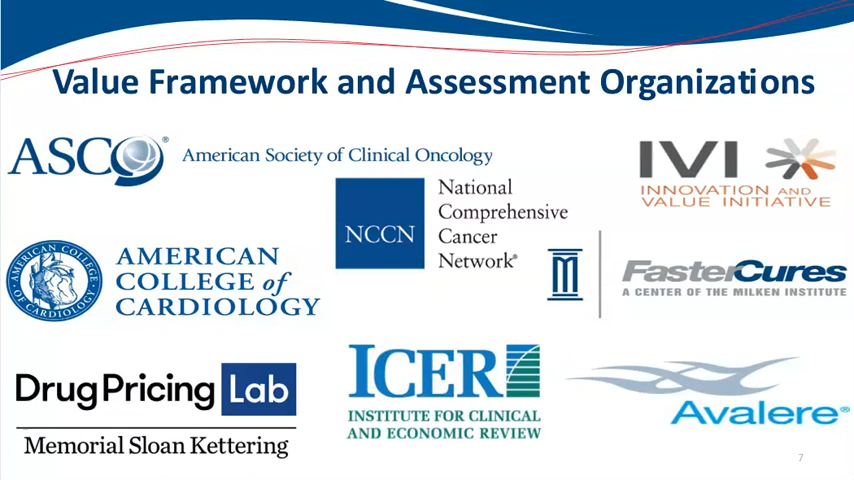 Value Framework and Assessment Organizations
ASCO® American Society of Clinical Oncology
IVI
INNOVATION AND
VALUE INITIATIVE
NCCN
National
Comprehensive
Cancer
Network®
AMERICAN COLLEGE OF CARDIOLOGY
AMERICAN
COLLEGE of
CARDIOLOGY
FasterCures
A CENTER OF THE MILKEN INSTITUTE
DrugPricing Lab
Memorial Sloan Kettering
ICER
INSTITUTE FOR CLINICAL
AND ECONOMIC REVIEW
Avalere®
7